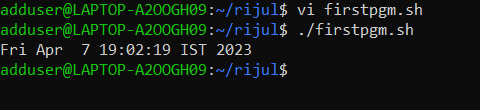 adduser@LAPTOP-A2OOGH09:~/rijul$ vi firstpgm.sh
adduser@LAPTOP-A2OOGH09:~/rijul$ ./firstpgm.sh
Fri Apr  7 19:02:19 IST 2023
adduser@LAPTOP-A2OOGH09:~/rijul$